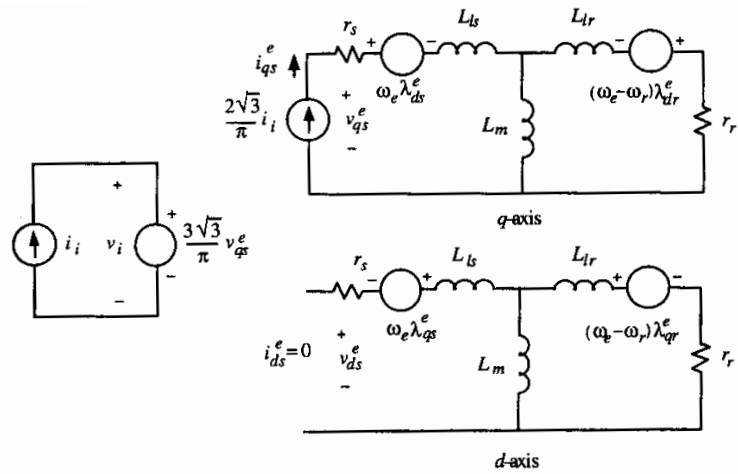 r_s + − L_ls L_lr − +
i_qs^e ω_e λ_ds^e (ω_e−ω_r)λ_dr^e
2√3/π i_i + v_qs^e − L_m r_r
q-axis
i_i + v_i − + 3√3/π v_qs^e −
r_s − + L_ls L_lr + −
ω_e λ_qs^e (ω_e−ω_r)λ_qr^e
i_ds^e=0 + v_ds^e − L_m r_r
d-axis